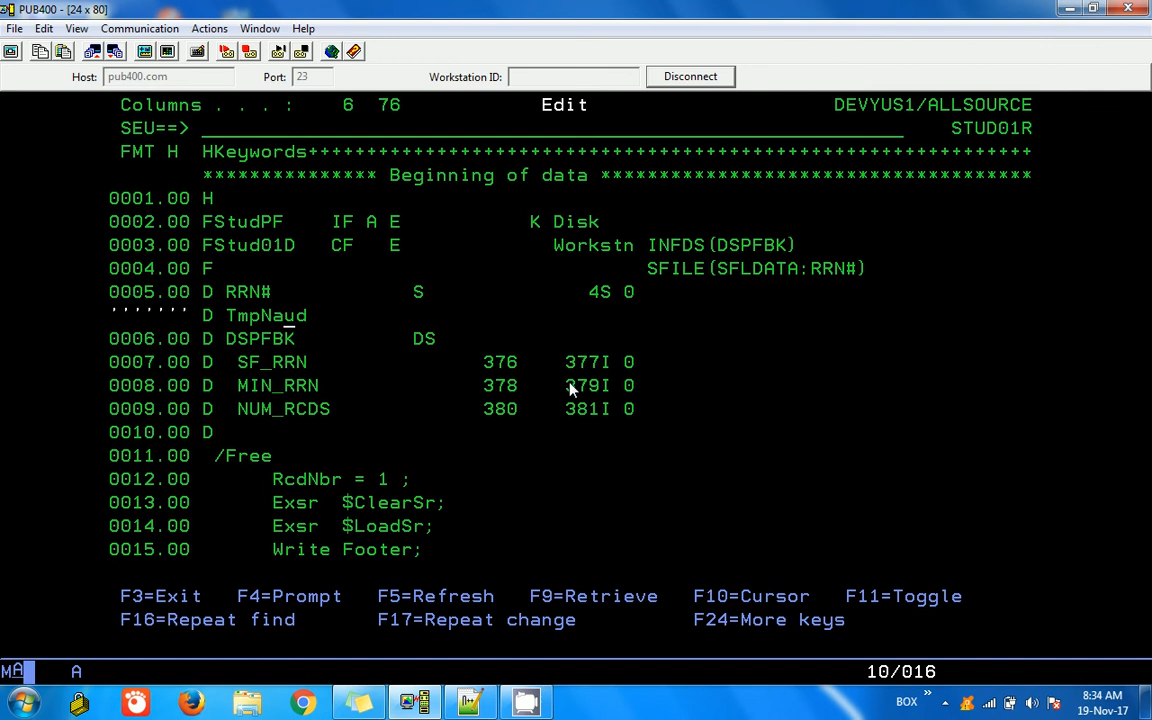 PUB400 - [24 x 80]
File Edit View Communication Actions Window Help
Host: pub400.com Port: 23 Workstation ID: Disconnect
Columns . . . : 6 76 Edit DEVYUS1/ALLSOURCE
SEU==> STUD01R
FMT H HKeywords+++++++++++++++++++++++++++++++++++++++++++++++++++++++++++++
*************** Beginning of data *************************************
0001.00 H
0002.00 FStudPF IF A E K Disk
0003.00 FStud01D CF E Workstn INFDS(DSPFBK)
0004.00 F SFILE(SFLDATA:RRN#)
0005.00 D RRN# S 4S 0
''''''' D TmpNaud
0006.00 D DSPFBK DS
0007.00 D SF_RRN 376 377I 0
0008.00 D MIN_RRN 378 379I 0
0009.00 D NUM_RCDS 380 381I 0
0010.00 D
0011.00 /Free
0012.00 RcdNbr = 1 ;
0013.00 Exsr $ClearSr;
0014.00 Exsr $LoadSr;
0015.00 Write Footer;
F3=Exit F4=Prompt F5=Refresh F9=Retrieve F10=Cursor F11=Toggle
F16=Repeat find F17=Repeat change F24=More keys
MA A 10/016
BOX 8:34 AM
19-Nov-17